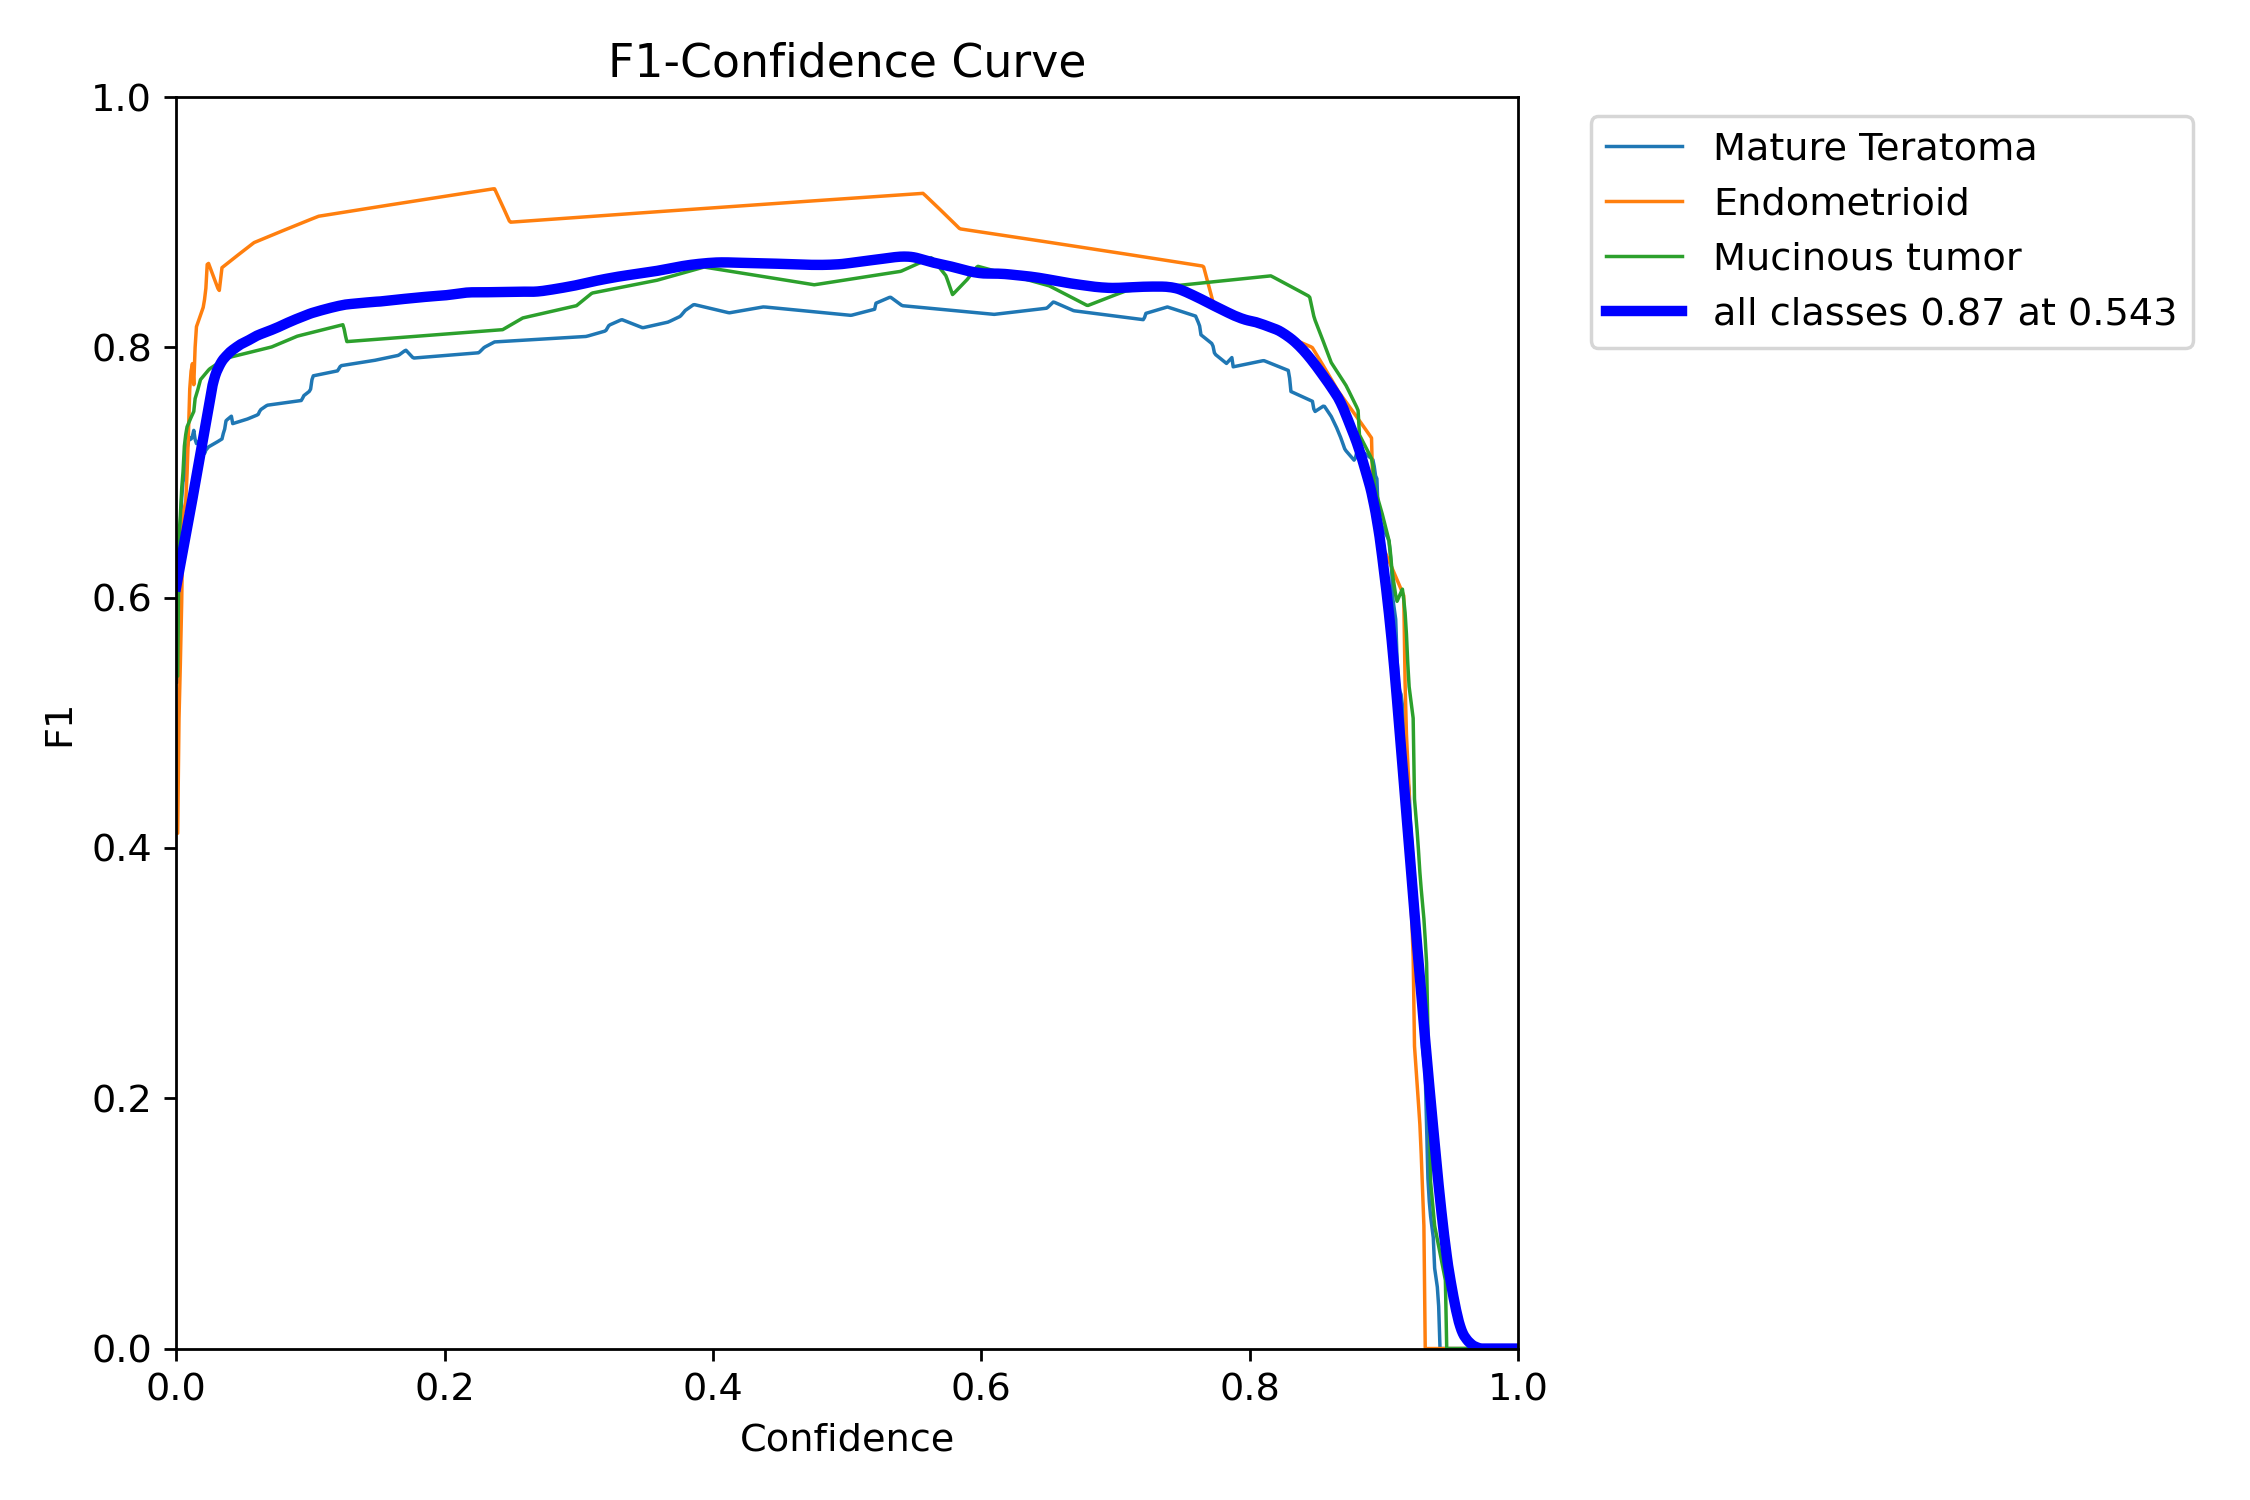 F1-Confidence Curve
1.0
0.8
0.6
0.4
0.2
0.0
F1
0.0 0.2 0.4 0.6 0.8 1.0
Confidence
Mature Teratoma
Endometrioid
Mucinous tumor
all classes 0.87 at 0.543